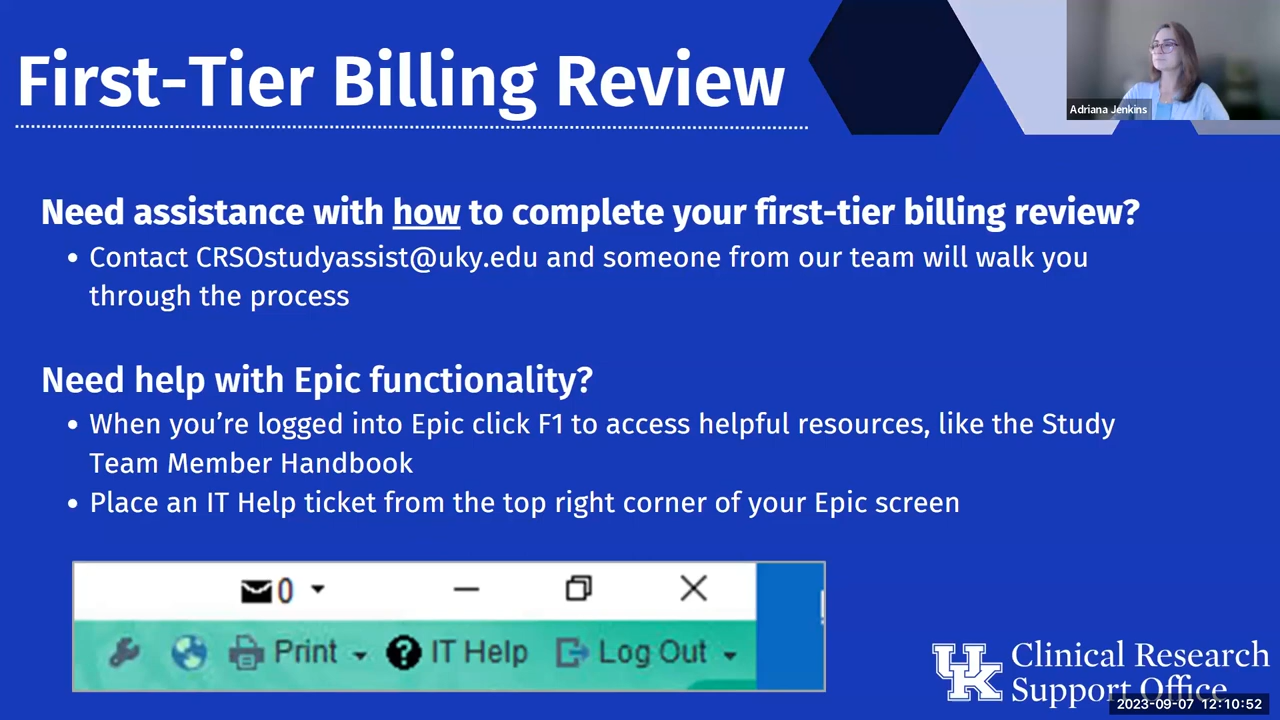 First-Tier Billing Review
Adriana Jenkins
Need assistance with how to complete your first-tier billing review?
• Contact CRSOstudyassist@uky.edu and someone from our team will walk you
through the process
Need help with Epic functionality?
• When you’re logged into Epic click F1 to access helpful resources, like the Study
Team Member Handbook
• Place an IT Help ticket from the top right corner of your Epic screen
0
Print IT Help Log Out
UK Clinical Research
Support Office
2023-09-07 12:10:52